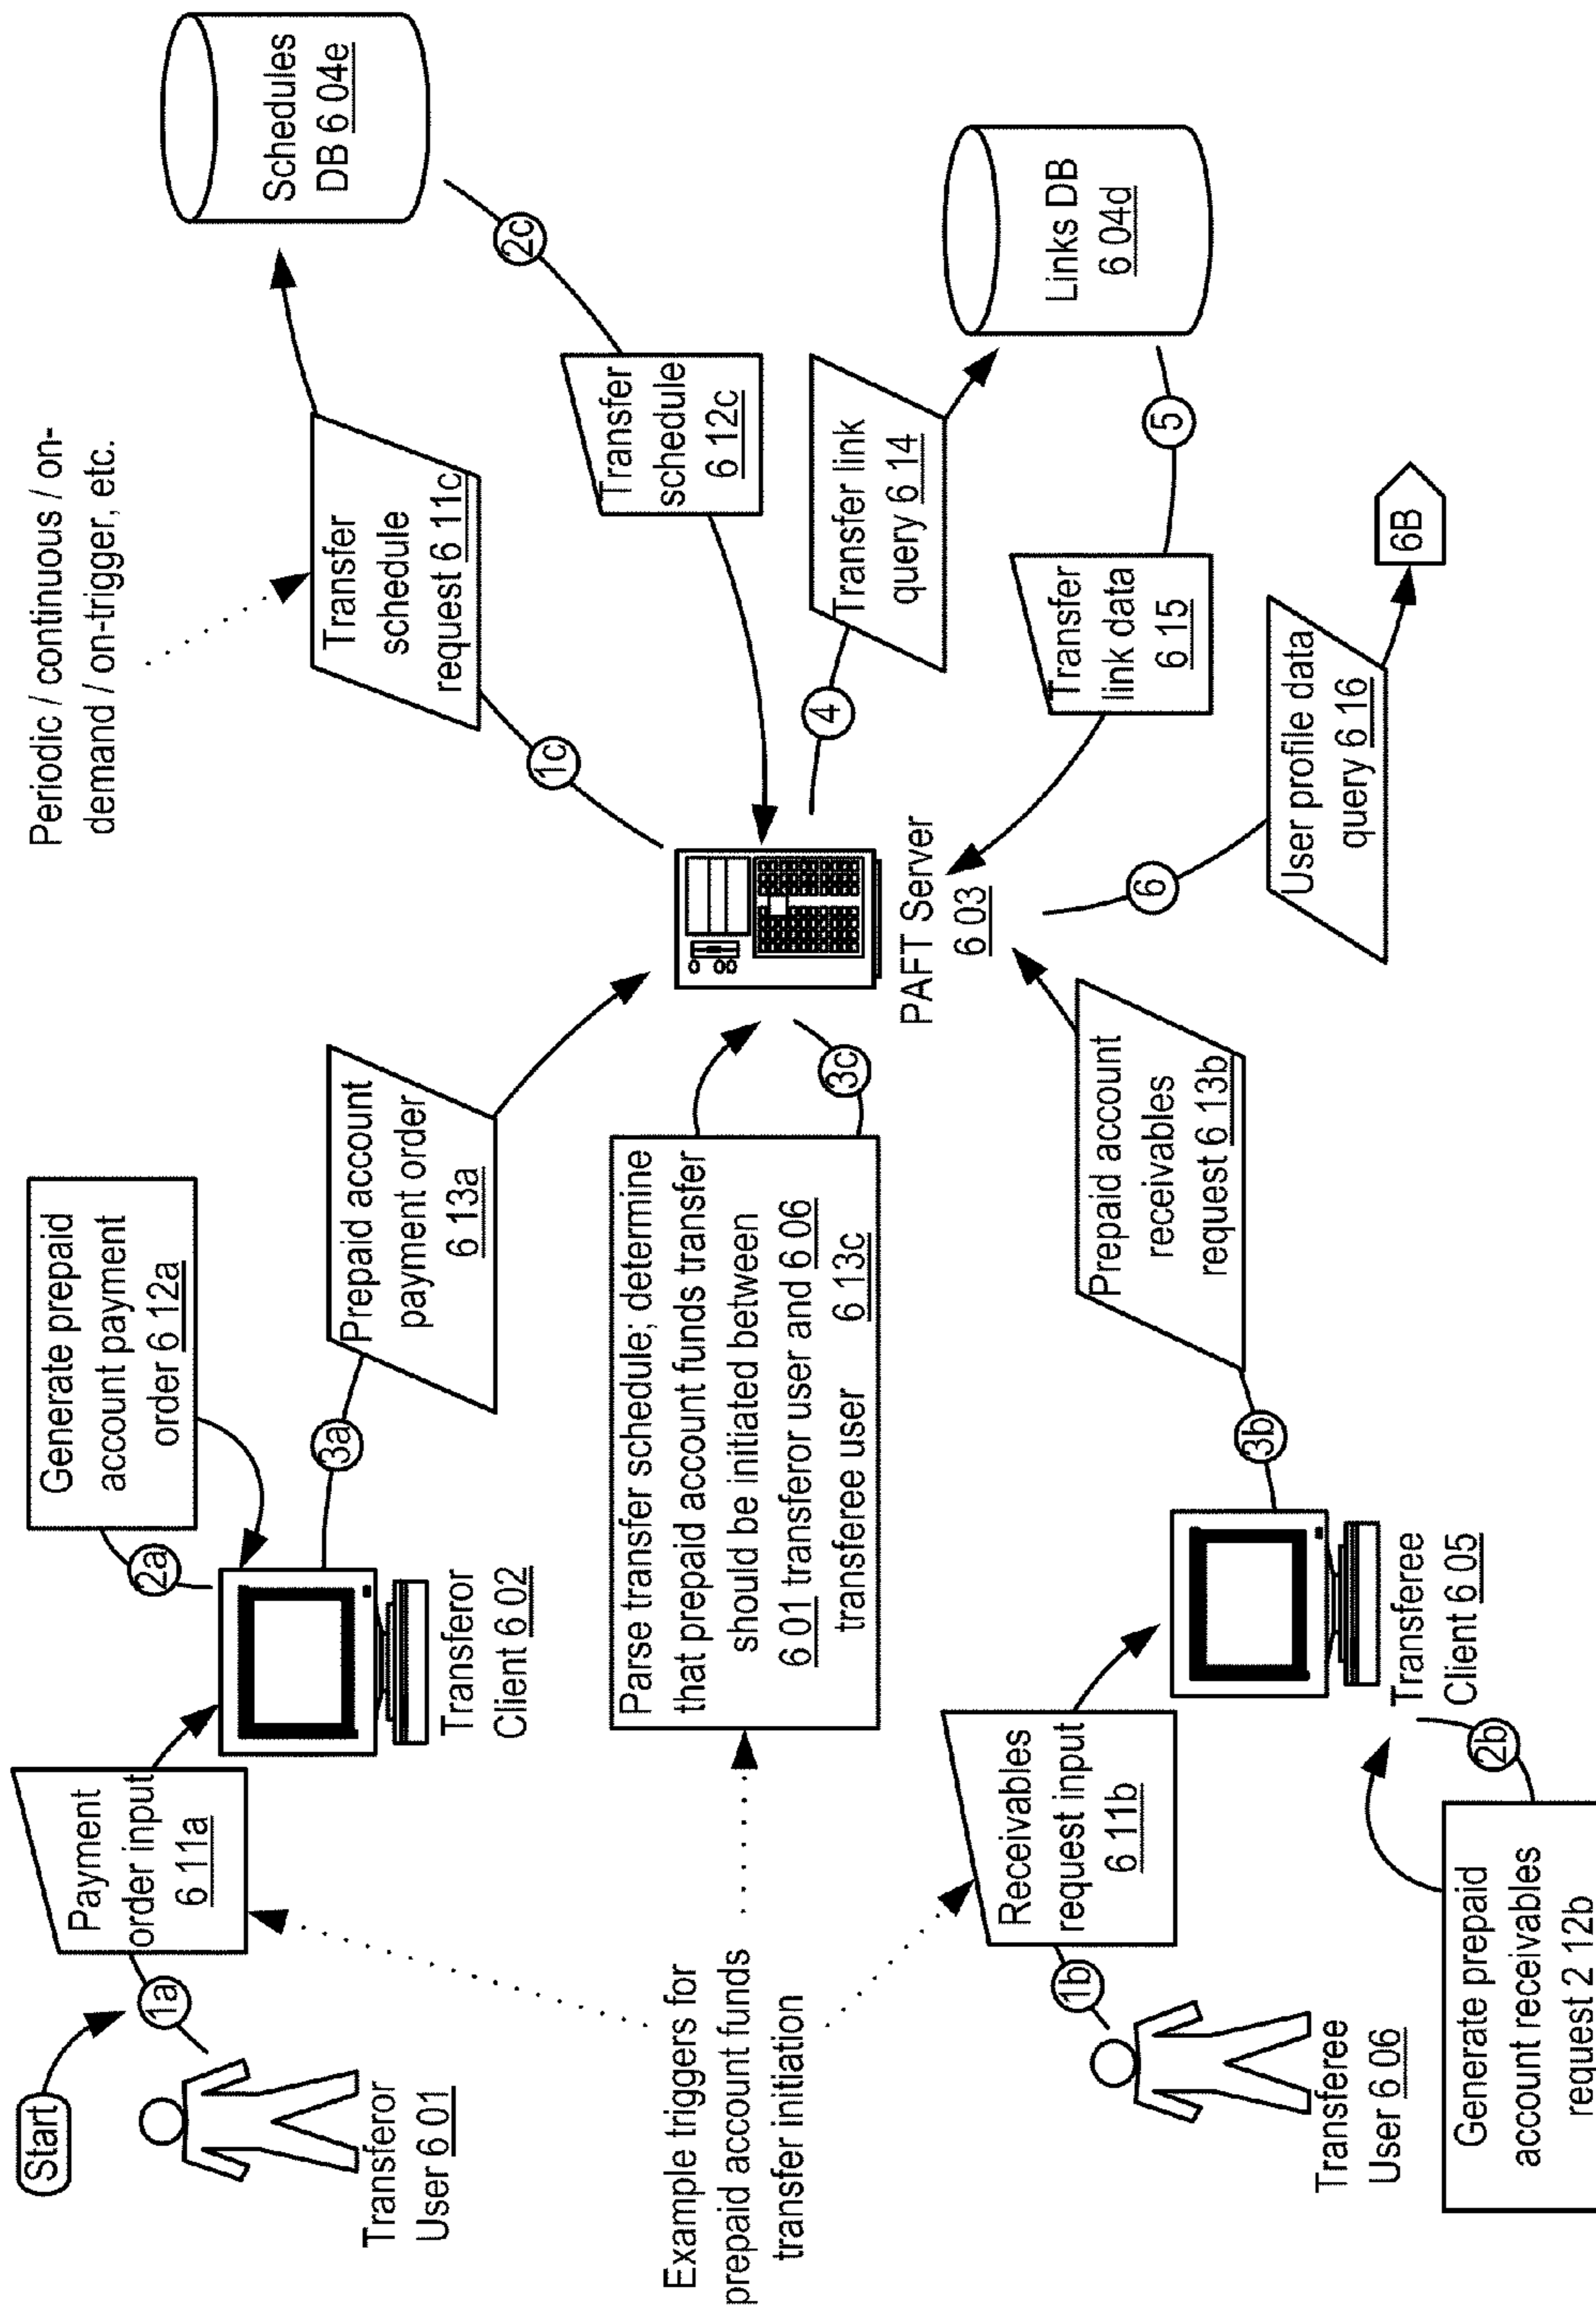 Start
1a
Transferor
User 6 01
Payment
order input
6 11a
Transferor
Client 6 02
2a
Generate prepaid
account payment
order 6 12a
3a
Prepaid account
payment order
6 13a
Periodic / continuous / on-
demand / on-trigger, etc.
1c
Transfer
schedule
request 6 11c
Schedules
DB 6 04e
2c
Transfer
schedule
6 12c
Example triggers for
prepaid account funds
transfer initiation
Parse transfer schedule; determine
that prepaid account funds transfer
should be initiated between
6 01 transferor user and 6 06
transferee user 6 13c
3c
PAFT Server
6 03
4
Transfer link
query 6 14
Links DB
6 04d
5
Transfer
link data
6 15
1b
Transferee
User 6 06
Receivables
request input
6 11b
Transferee
Client 6 05
2b
Generate prepaid
account receivables
request 2 12b
3b
Prepaid account
receivables
request 6 13b
6
User profile data
query 6 16
6B